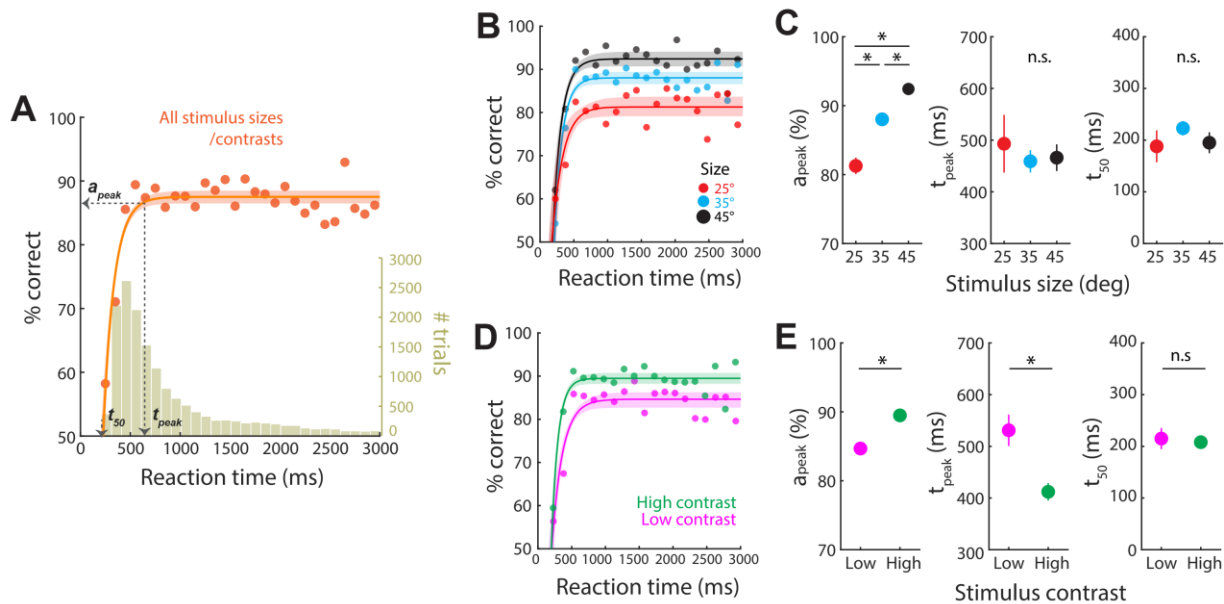 A
All stimulus sizes
/contrasts
% correct
100
90
80
70
60
50
a_peak
t_50
t_peak
0 500 1000 1500 2000 2500 3000
Reaction time (ms)
3000
2500
2000
1500
1000
500
0
# trials
B
% correct
100
90
80
70
60
50
Size
25°
35°
45°
0 500 1000 1500 2000 2500 3000
Reaction time (ms)
C
a_peak (%)
100
90
80
70
* * *
25 35 45
t_peak (ms)
700
600
500
400
300
n.s.
25 35 45
t_50 (ms)
400
300
200
100
0
n.s.
25 35 45
Stimulus size (deg)
D
% correct
100
90
80
70
60
50
High contrast
Low contrast
0 500 1000 1500 2000 2500 3000
Reaction time (ms)
E
a_peak (%)
100
90
80
70
*
Low High
t_peak (ms)
700
600
500
400
300
*
Low High
t_50 (ms)
400
300
200
100
0
n.s
Low High
Stimulus contrast